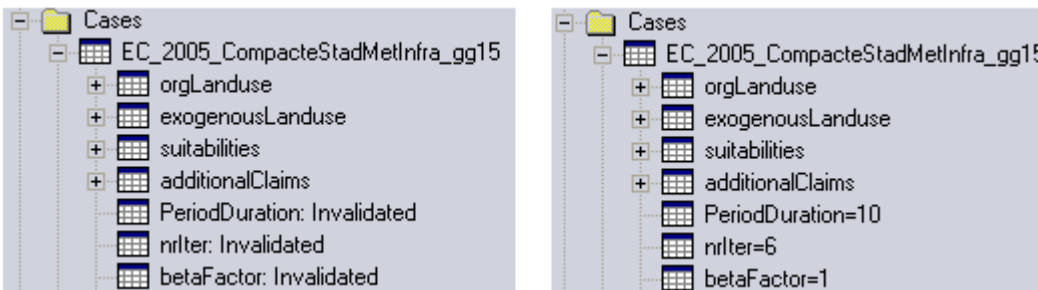 Cases
EC_2005_CompacteStadMetInfra_gg15
orgLanduse
exogenousLanduse
suitabilities
additionalClaims
PeriodDuration: Invalidated
nrIter: Invalidated
betaFactor: Invalidated
Cases
EC_2005_CompacteStadMetInfra_gg15
orgLanduse
exogenousLanduse
suitabilities
additionalClaims
PeriodDuration=10
nrIter=6
betaFactor=1